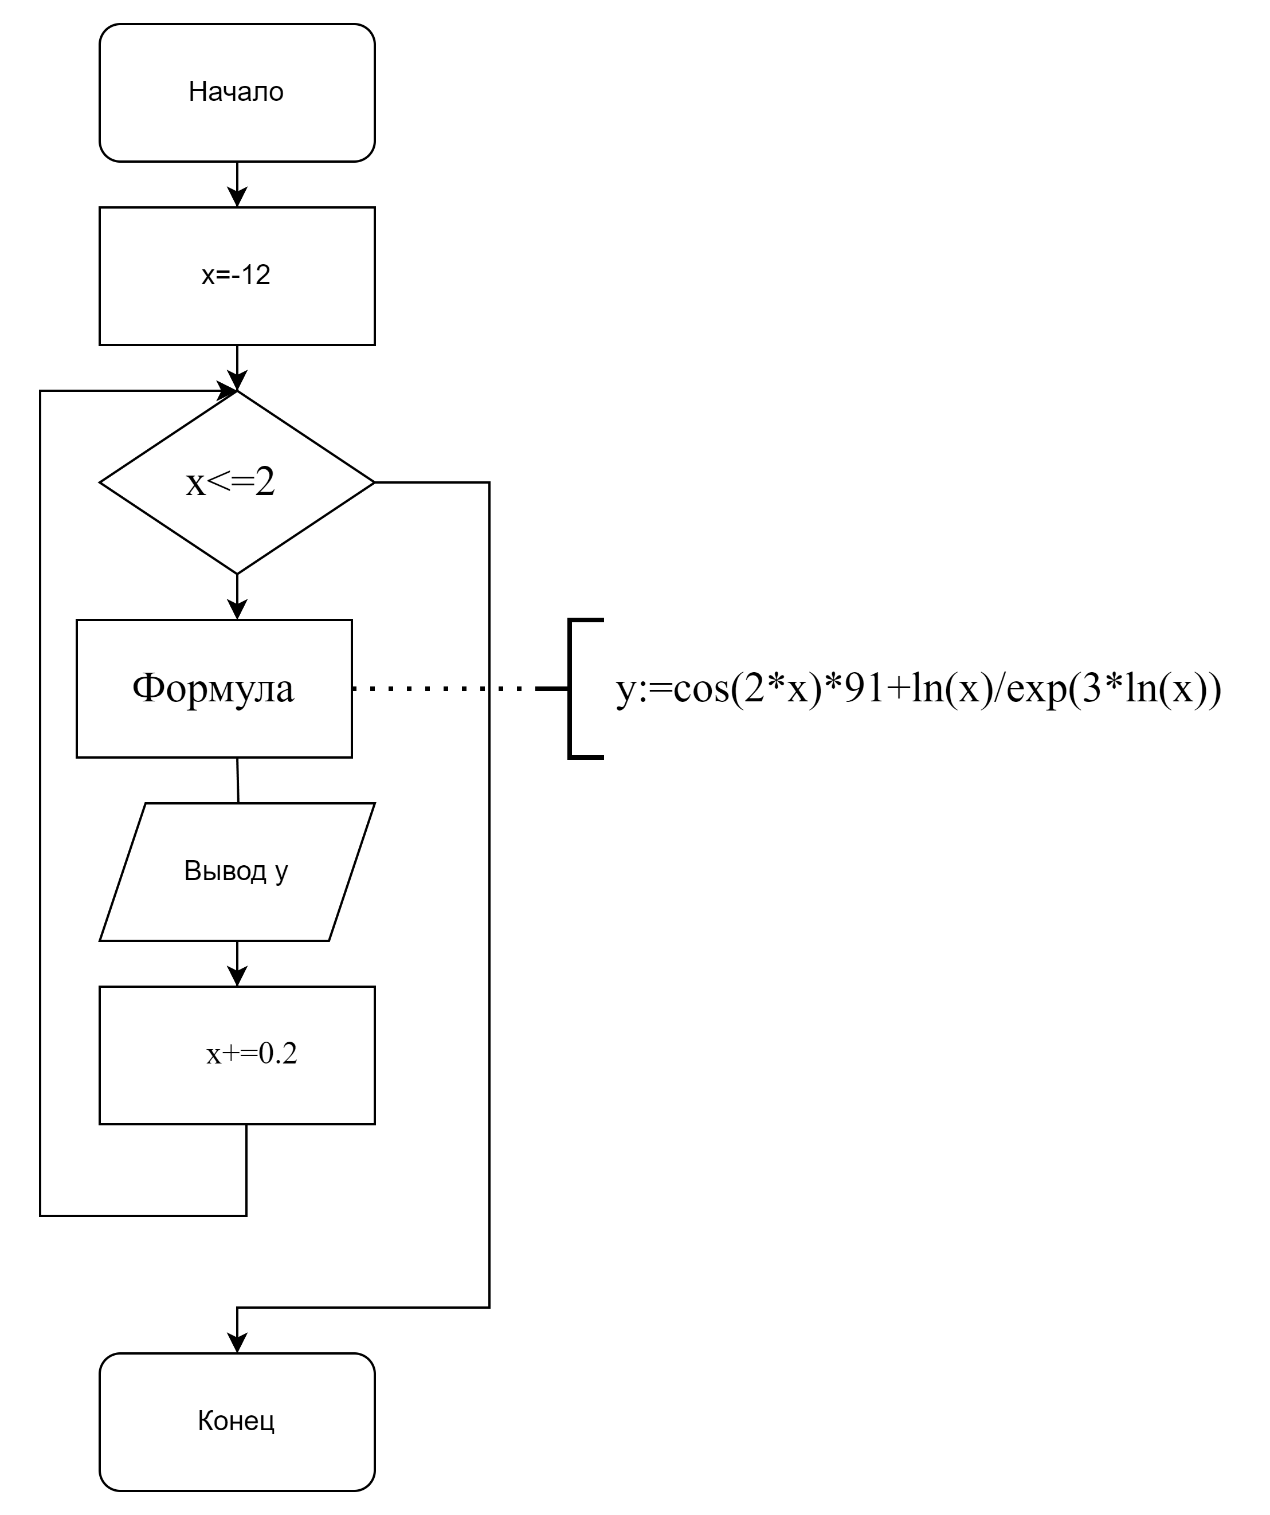 Начало
x=-12
x<=2
Формула
y:=cos(2*x)*91+ln(x)/exp(3*ln(x))
Вывод y
x+=0.2
Конец